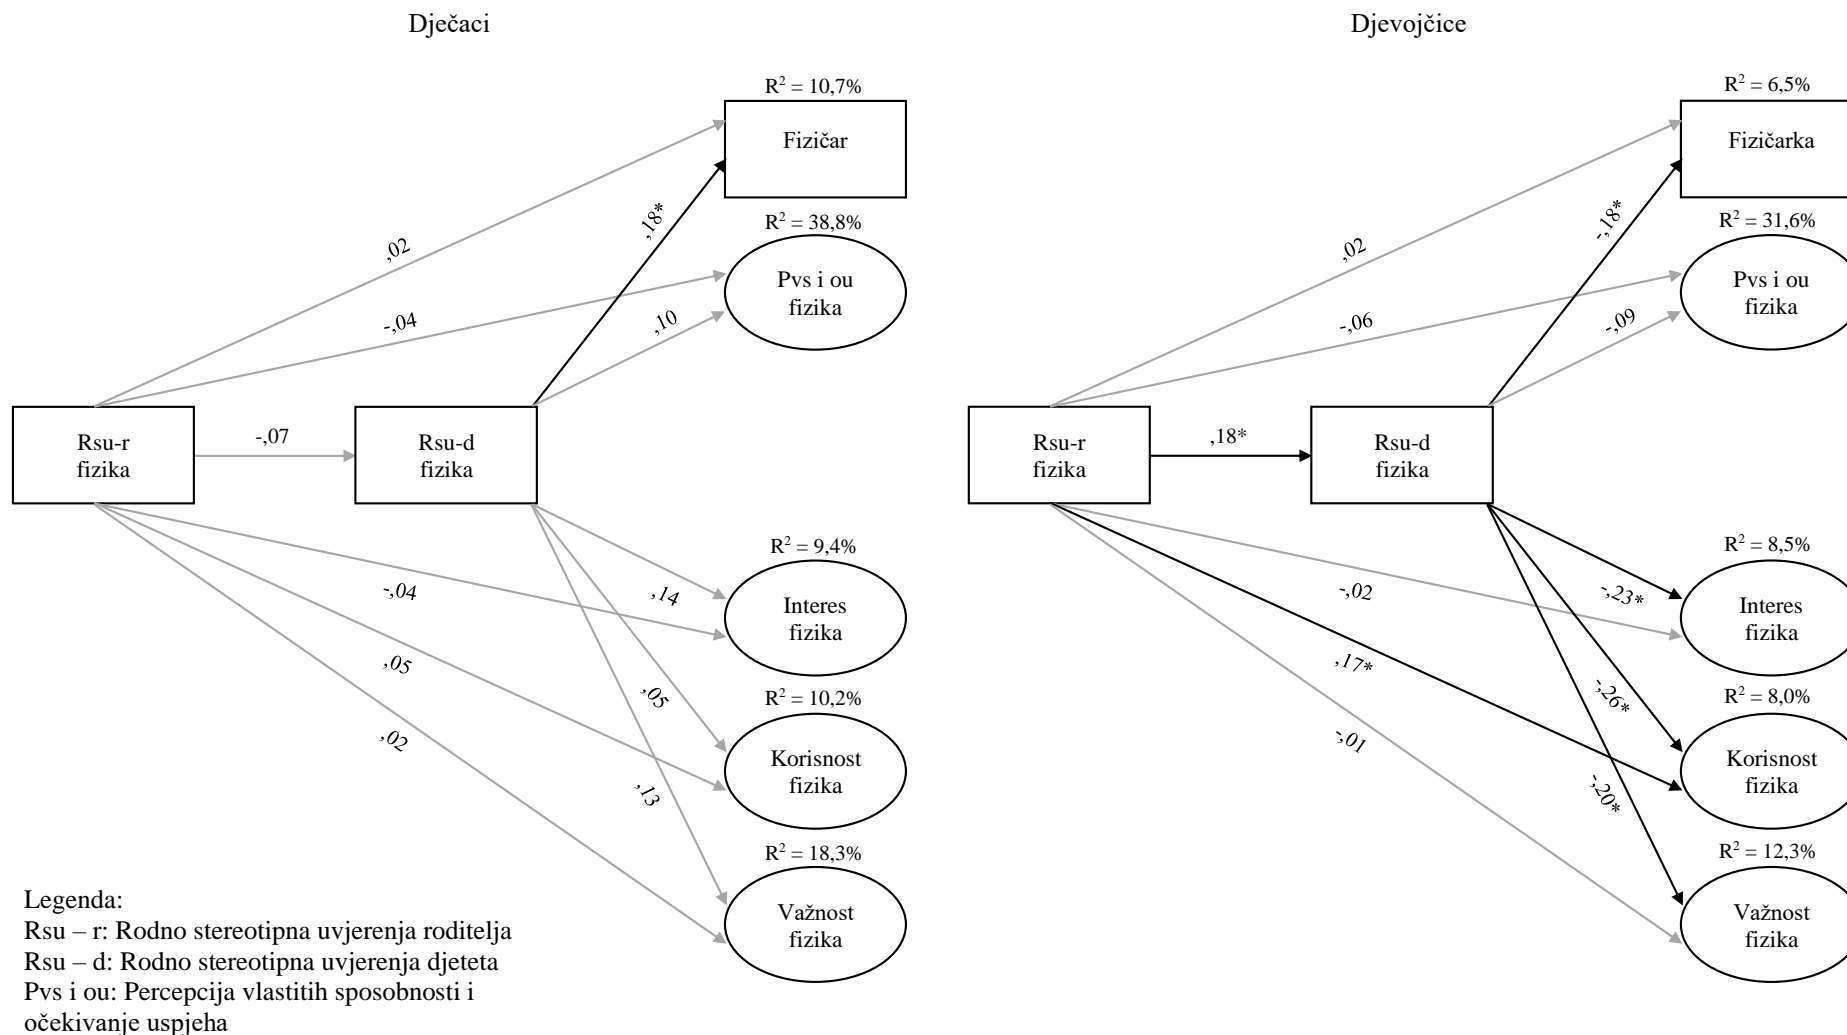 Dječaci
R² = 10,7%
Fizičar
R² = 38,8%
Pvs i ou
fizika
,02
,18*
-,04
,10
Rsu-r
fizika
-,07
Rsu-d
fizika
R² = 9,4%
Interes
fizika
-,04
,14
,05
,05
R² = 10,2%
Korisnost
fizika
,02
,13
R² = 18,3%
Važnost
fizika
Djevojčice
R² = 6,5%
Fizičarka
R² = 31,6%
Pvs i ou
fizika
,02
-,18*
-,06
-,09
Rsu-r
fizika
,18*
Rsu-d
fizika
R² = 8,5%
Interes
fizika
-,02
-,23*
,17*
-,26*
R² = 8,0%
Korisnost
fizika
-,01
-,20*
R² = 12,3%
Važnost
fizika
Legenda:
Rsu – r: Rodno stereotipna uvjerenja roditelja
Rsu – d: Rodno stereotipna uvjerenja djeteta
Pvs i ou: Percepcija vlastitih sposobnosti i
očekivanje uspjeha